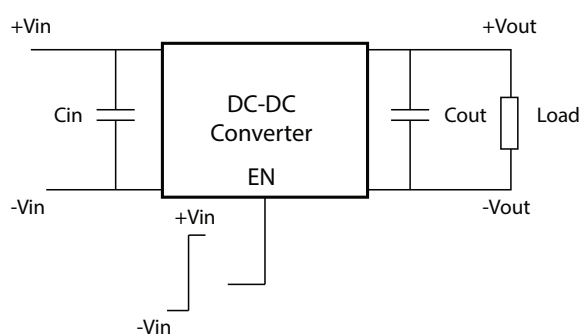 +Vin
+Vout
DC-DC
Converter
Cin
Cout
Load
EN
-Vin
-Vout
+Vin
-Vin